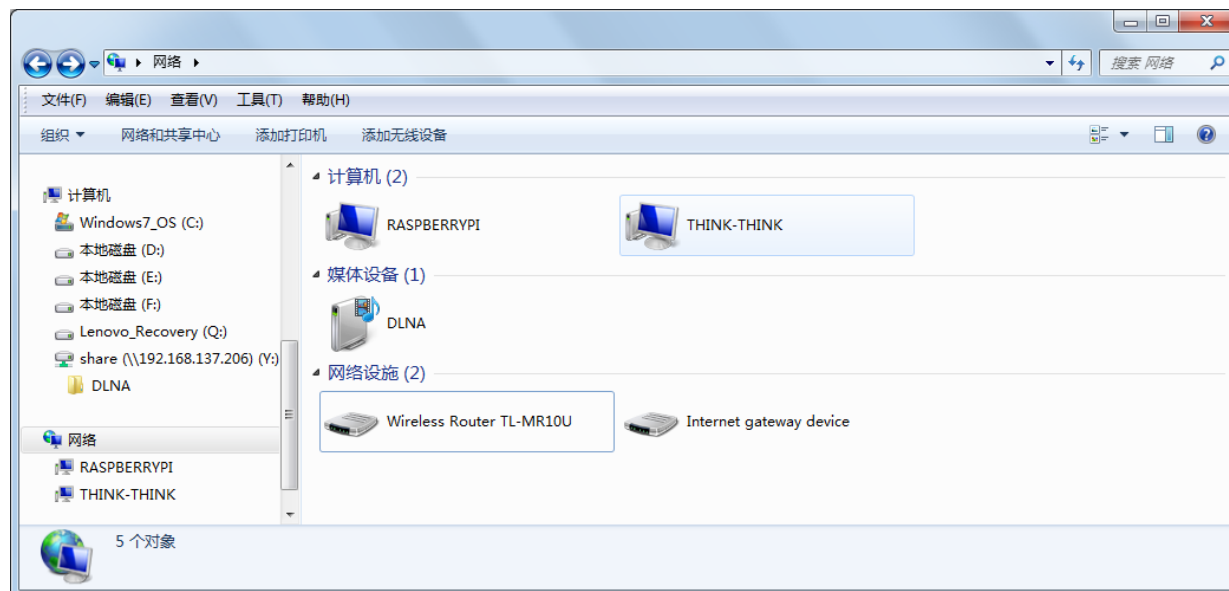 网络
搜索 网络
文件(F) 编辑(E) 查看(V) 工具(T) 帮助(H)
组织 网络和共享中心 添加打印机 添加无线设备
计算机
Windows7_OS (C:)
本地磁盘 (D:)
本地磁盘 (E:)
本地磁盘 (F:)
Lenovo_Recovery (Q:)
share (\\192.168.137.206) (Y:)
DLNA
网络
RASPBERRYPI
THINK-THINK
计算机 (2)
RASPBERRYPI
THINK-THINK
媒体设备 (1)
DLNA
网络设施 (2)
Wireless Router TL-MR10U
Internet gateway device
5 个对象